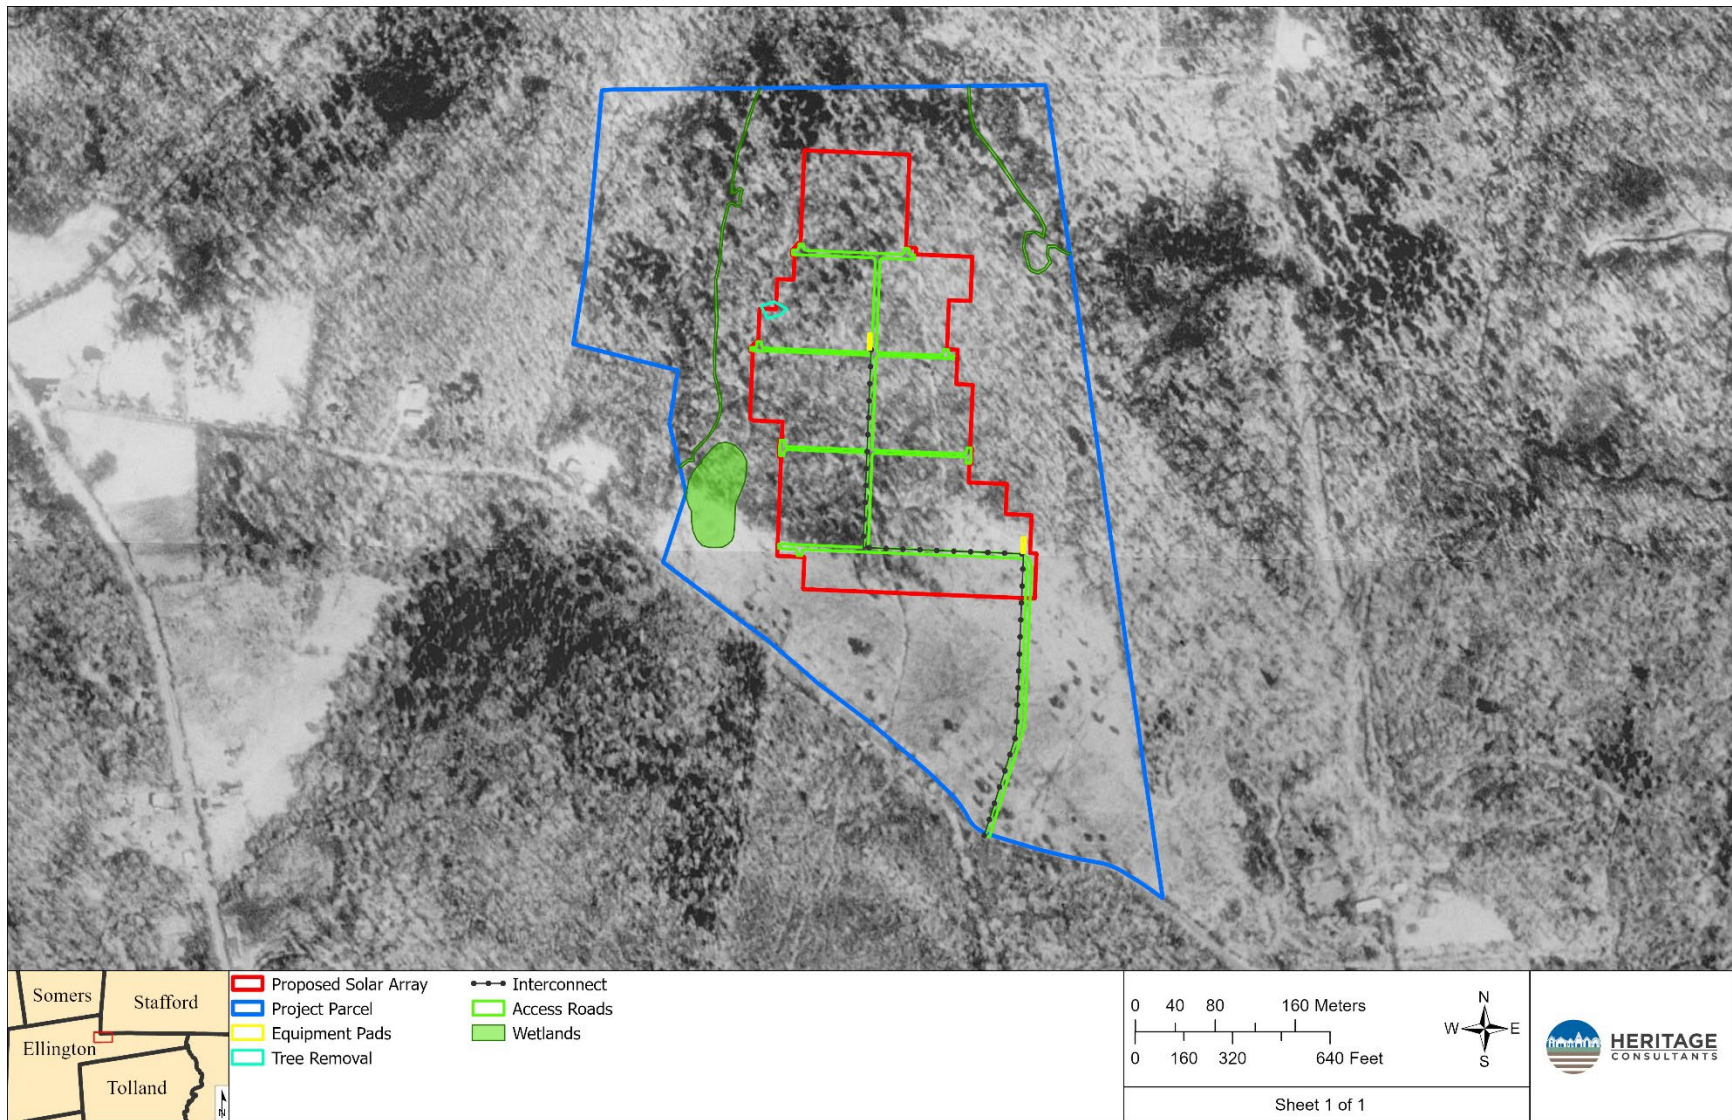 Somers
Stafford
Ellington
Tolland
N
Proposed Solar Array
Project Parcel
Equipment Pads
Tree Removal
Interconnect
Access Roads
Wetlands
0 40 80 160 Meters
0 160 320 640 Feet
N
W E
S
Sheet 1 of 1
HERITAGE
CONSULTANTS